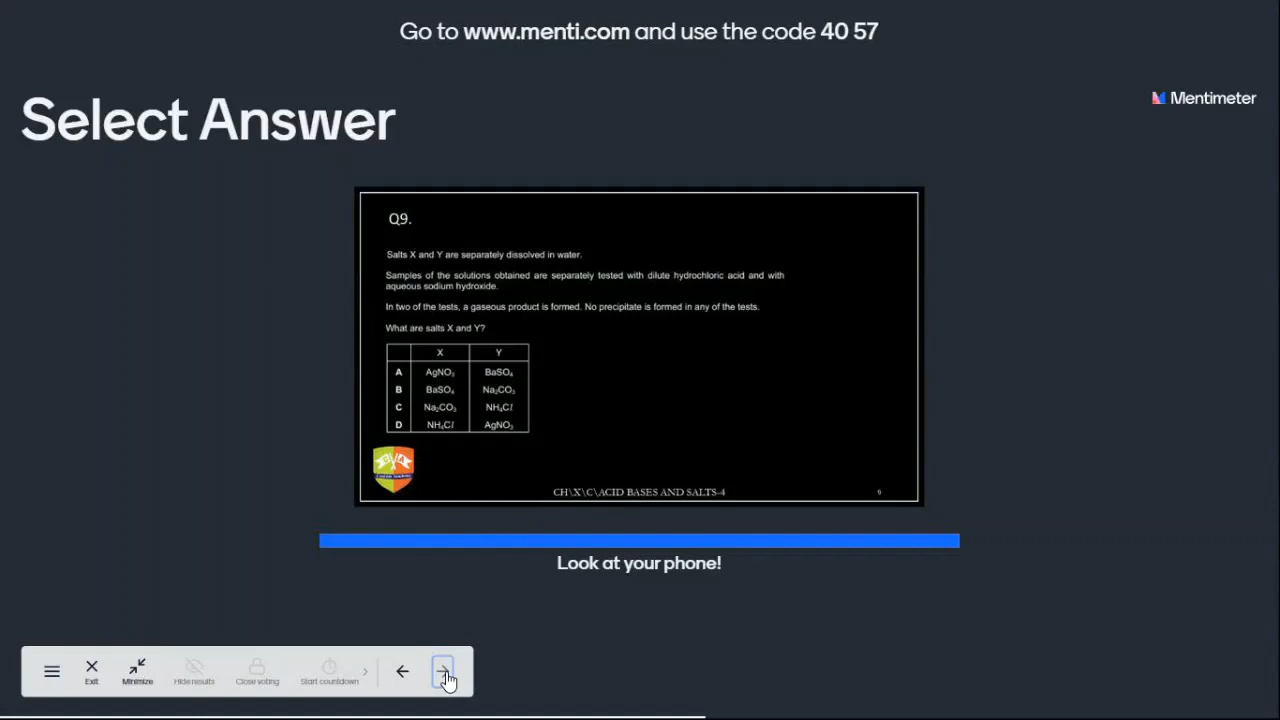 Go to www.menti.com and use the code 40 57
Select Answer
Mentimeter
Q9.
Salts X and Y are separately dissolved in water.
Samples of the solutions obtained are separately tested with dilute hydrochloric acid and with
aqueous sodium hydroxide.
In two of the tests, a gaseous product is formed. No precipitate is formed in any of the tests.
What are salts X and Y?
X Y
A AgNO₃ BaSO₄
B BaSO₄ Na₂CO₃
C Na₂CO₃ NH₄Cl
D NH₄Cl AgNO₃
CH\X\C\ACID BASES AND SALTS-4 9
Look at your phone!
Exit Minimize Hide results Close voting Start countdown